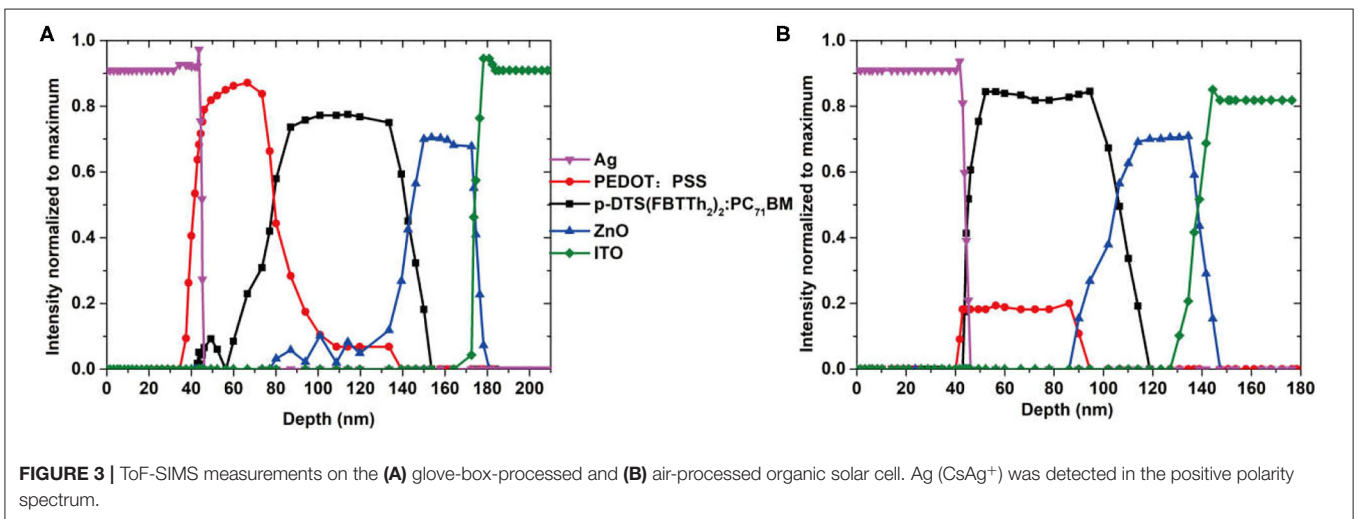 A
B
1.0
0.8
0.6
0.4
0.2
0.0
Intensity normalized to maximum
0 20 40 60 80 100 120 140 160 180 200
Depth (nm)
Ag
PEDOT: PSS
p-DTS(FBTTh₂)₂:PC₇₁BM
ZnO
ITO
1.0
0.8
0.6
0.4
0.2
0.0
Intensity normalized to maximum
0 20 40 60 80 100 120 140 160 180
Depth (nm)
FIGURE 3 | ToF-SIMS measurements on the (A) glove-box-processed and (B) air-processed organic solar cell. Ag (CsAg⁺) was detected in the positive polarity
spectrum.